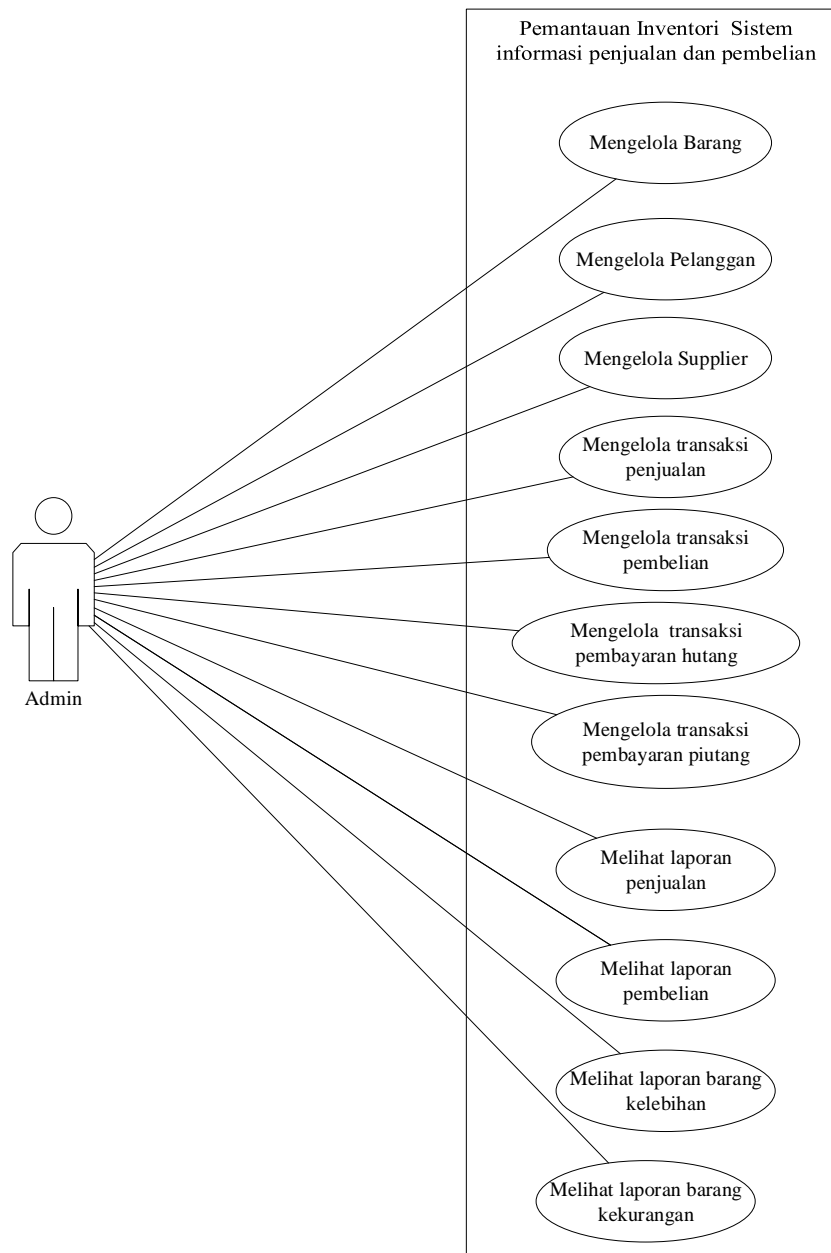 Pemantauan Inventori Sistem
informasi penjualan dan pembelian
Mengelola Barang
Mengelola Pelanggan
Mengelola Supplier
Mengelola transaksi
penjualan
Mengelola transaksi
pembelian
Mengelola transaksi
pembayaran hutang
Admin
Mengelola transaksi
pembayaran piutang
Melihat laporan
penjualan
Melihat laporan
pembelian
Melihat laporan barang
kelebihan
Melihat laporan barang
kekurangan